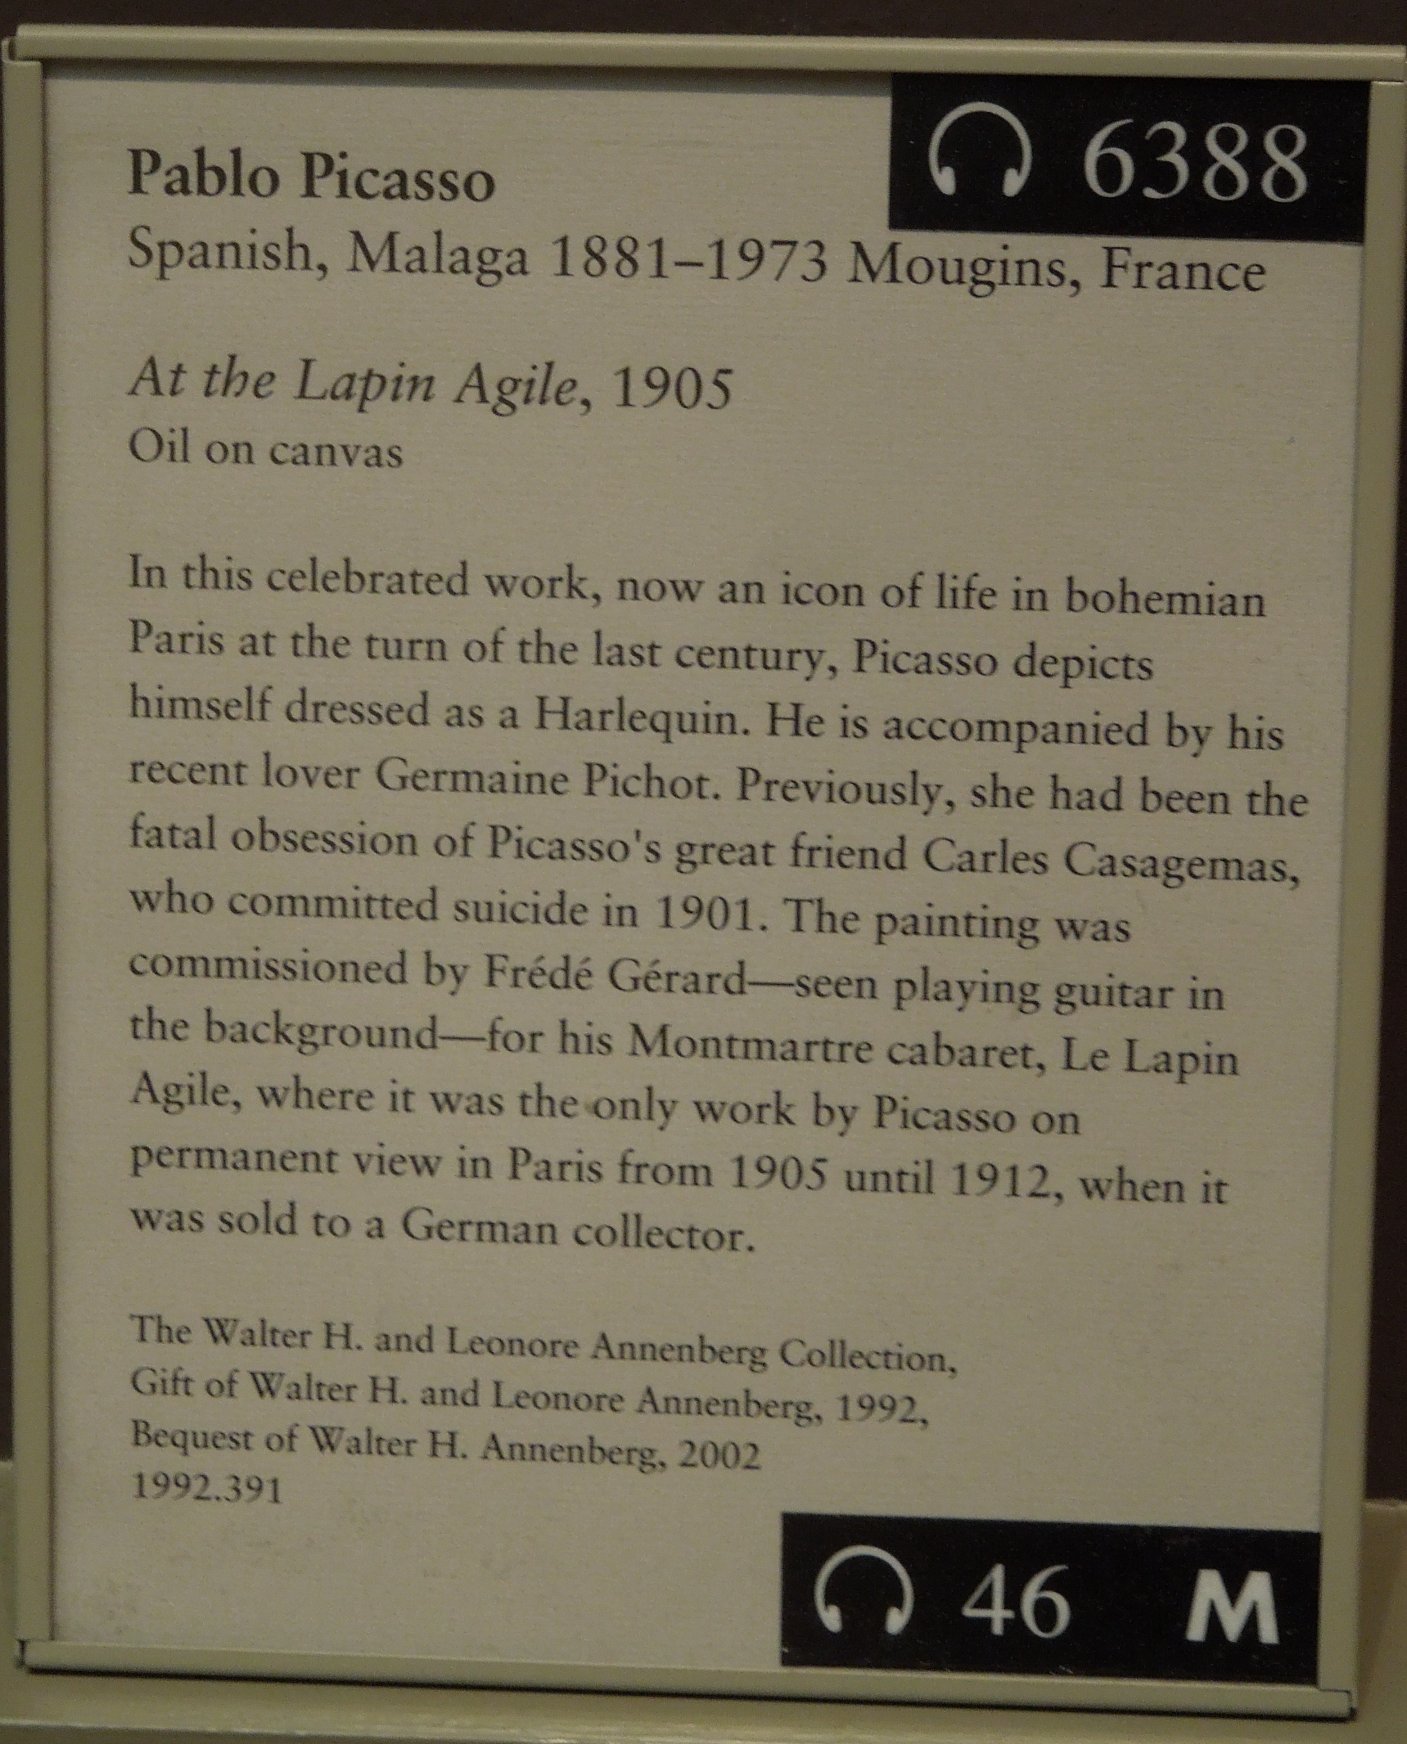 6388
Pablo Picasso
Spanish, Malaga 1881–1973 Mougins, France
At the Lapin Agile, 1905
Oil on canvas
In this celebrated work, now an icon of life in bohemian
Paris at the turn of the last century, Picasso depicts
himself dressed as a Harlequin. He is accompanied by his
recent lover Germaine Pichot. Previously, she had been the
fatal obsession of Picasso's great friend Carles Casagemas,
who committed suicide in 1901. The painting was
commissioned by Frédé Gérard—seen playing guitar in
the background—for his Montmartre cabaret, Le Lapin
Agile, where it was the only work by Picasso on
permanent view in Paris from 1905 until 1912, when it
was sold to a German collector.
The Walter H. and Leonore Annenberg Collection,
Gift of Walter H. and Leonore Annenberg, 1992,
Bequest of Walter H. Annenberg, 2002
1992.391
46 M